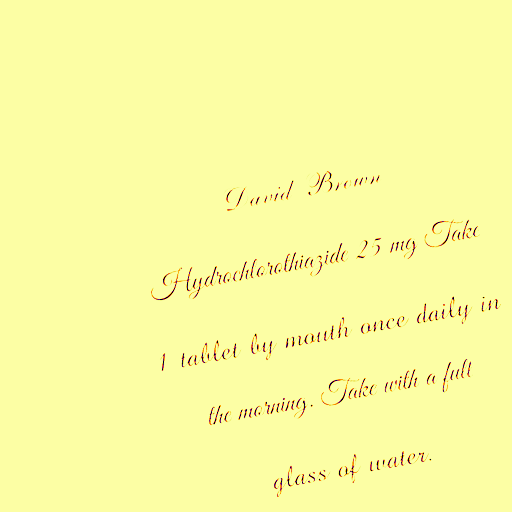 David Brown
Hydrochlorothiazide 25 mg Take
1 tablet by mouth once daily in
the morning. Take with a full
glass of water.